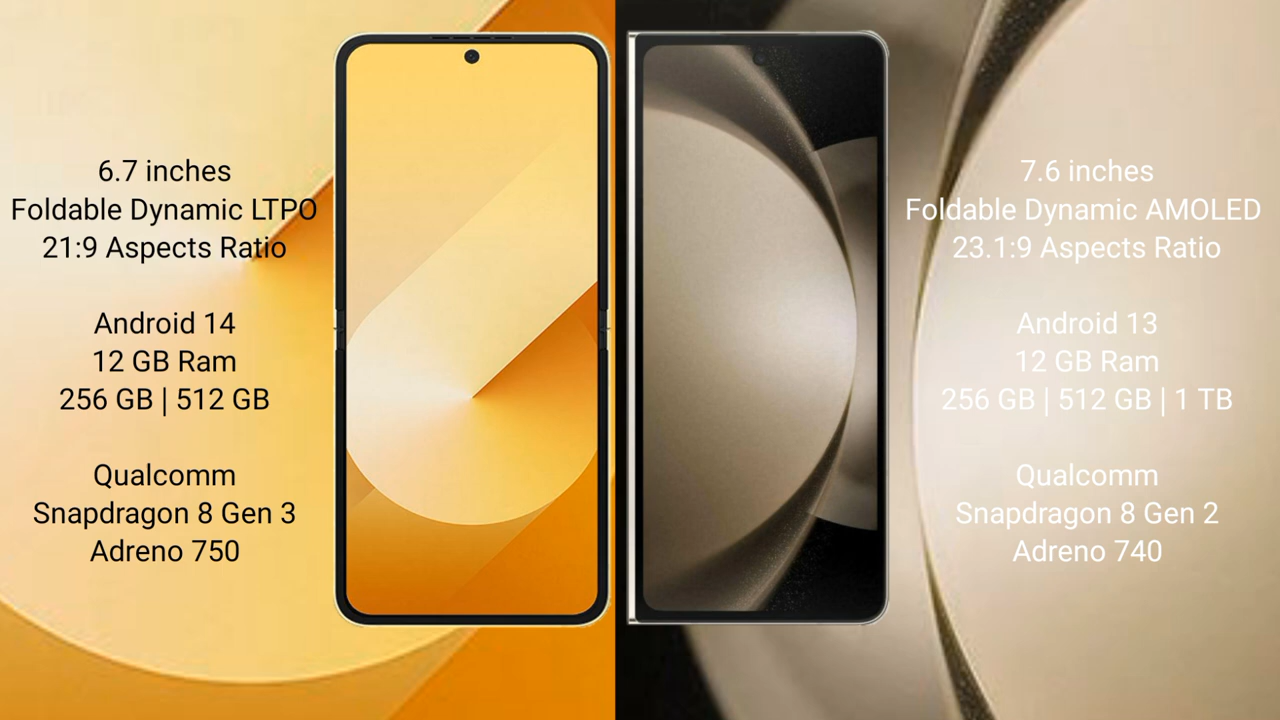 6.7 inches
Foldable Dynamic LTPO
21:9 Aspects Ratio
Android 14
12 GB Ram
256 GB | 512 GB
Qualcomm
Snapdragon 8 Gen 3
Adreno 750
7.6 inches
Foldable Dynamic AMOLED
23.1:9 Aspects Ratio
Android 13
12 GB Ram
256 GB | 512 GB | 1 TB
Qualcomm
Snapdragon 8 Gen 2
Adreno 740